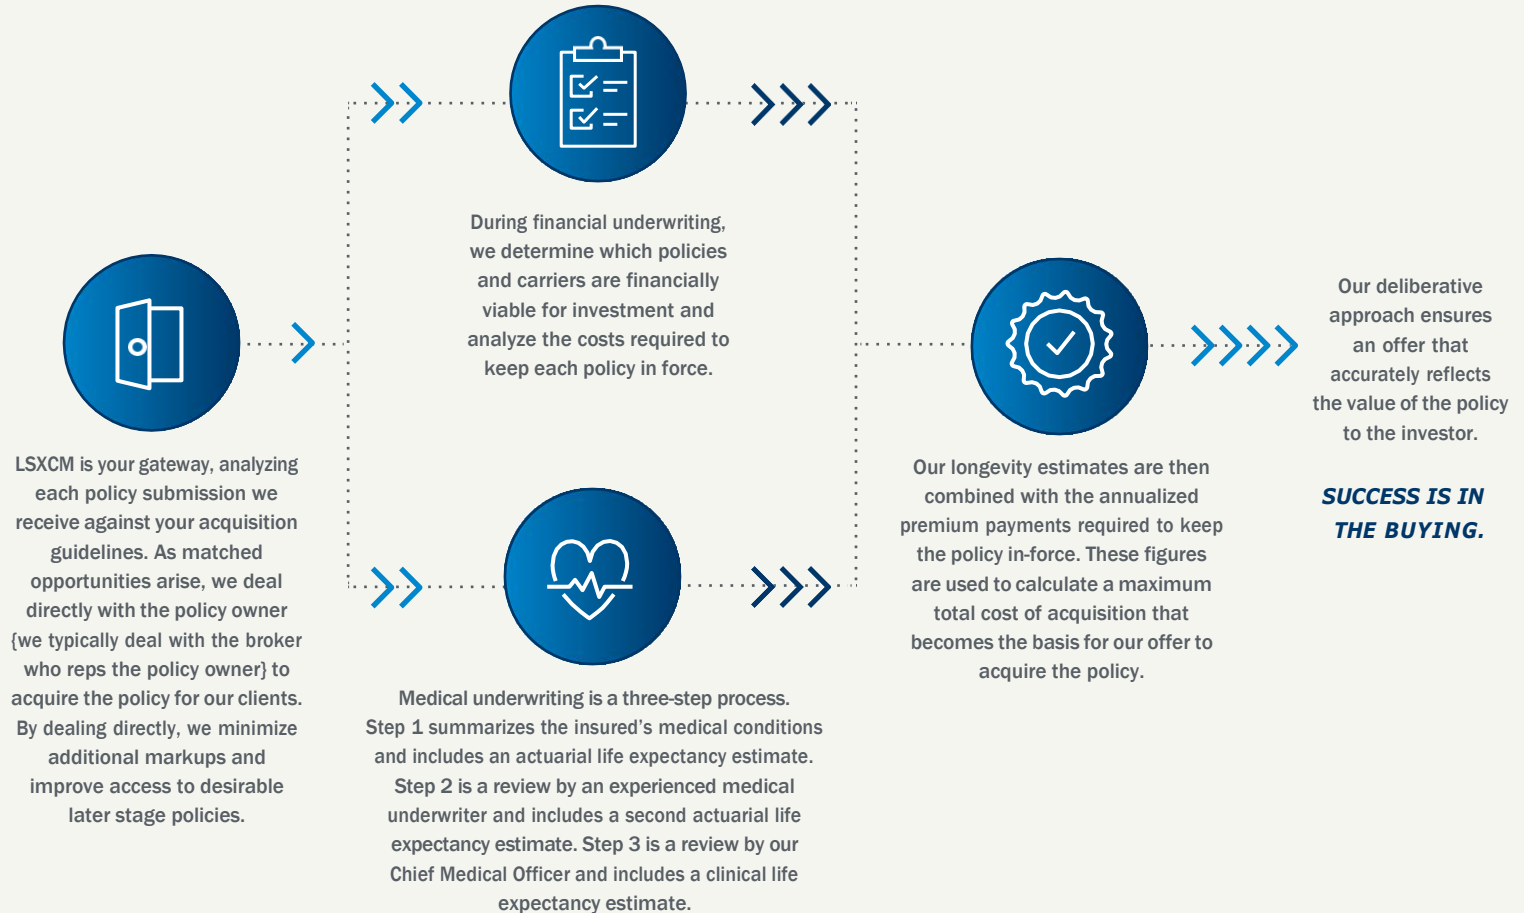 LSXCM is your gateway, analyzing
each policy submission we
receive against your acquisition
guidelines. As matched
opportunities arise, we deal
directly with the policy owner
{we typically deal with the broker
who reps the policy owner} to
acquire the policy for our clients.
By dealing directly, we minimize
additional markups and
improve access to desirable
later stage policies.
During financial underwriting,
we determine which policies
and carriers are financially
viable for investment and
analyze the costs required to
keep each policy in force.
Medical underwriting is a three-step process.
Step 1 summarizes the insured’s medical conditions
and includes an actuarial life expectancy estimate.
Step 2 is a review by an experienced medical
underwriter and includes a second actuarial life
expectancy estimate. Step 3 is a review by our
Chief Medical Officer and includes a clinical life
expectancy estimate.
Our longevity estimates are then
combined with the annualized
premium payments required to keep
the policy in-force. These figures
are used to calculate a maximum
total cost of acquisition that
becomes the basis for our offer to
acquire the policy.
Our deliberative
approach ensures
an offer that
accurately reflects
the value of the policy
to the investor.
SUCCESS IS IN
THE BUYING.